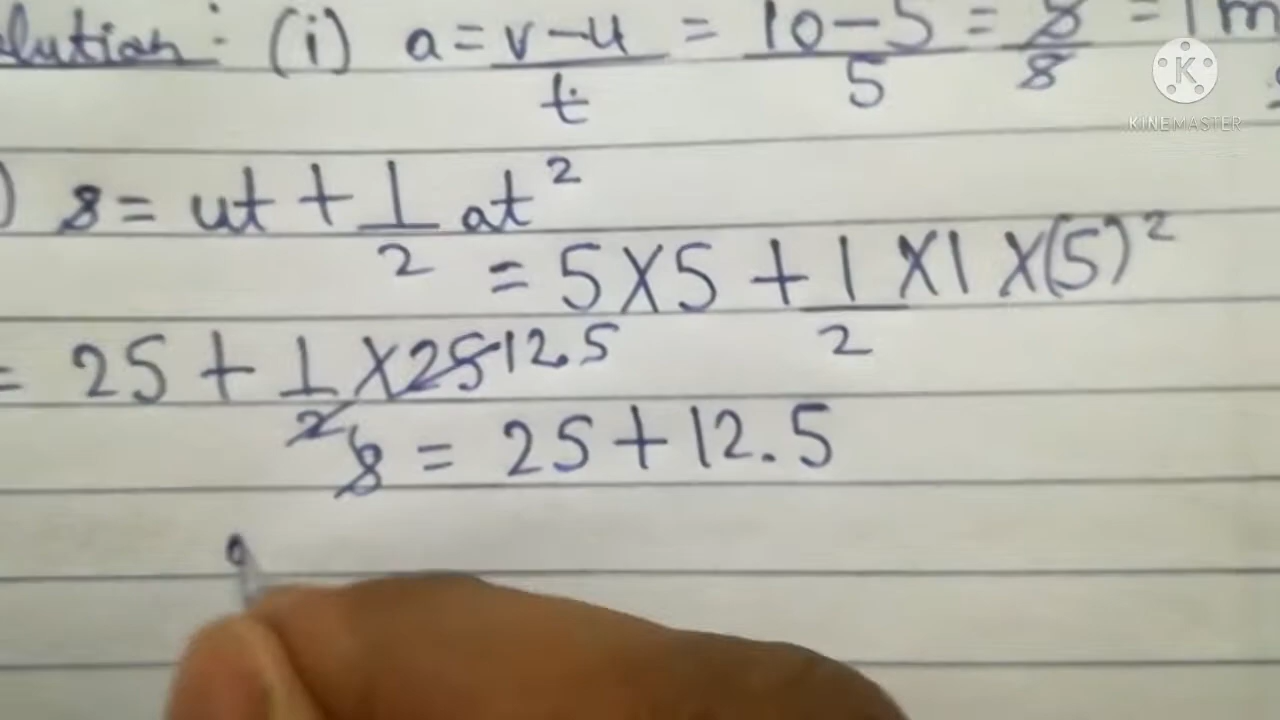 lution:- (i) a = v-u/t = 10-5/5 = 5/5 = 1 m
KINEMASTER
) s = ut + 1/2 at²
= 5×5 + 1/2 ×1 ×(5)²
= 25 + 1/2 × 25 12.5
s = 25 + 12.5